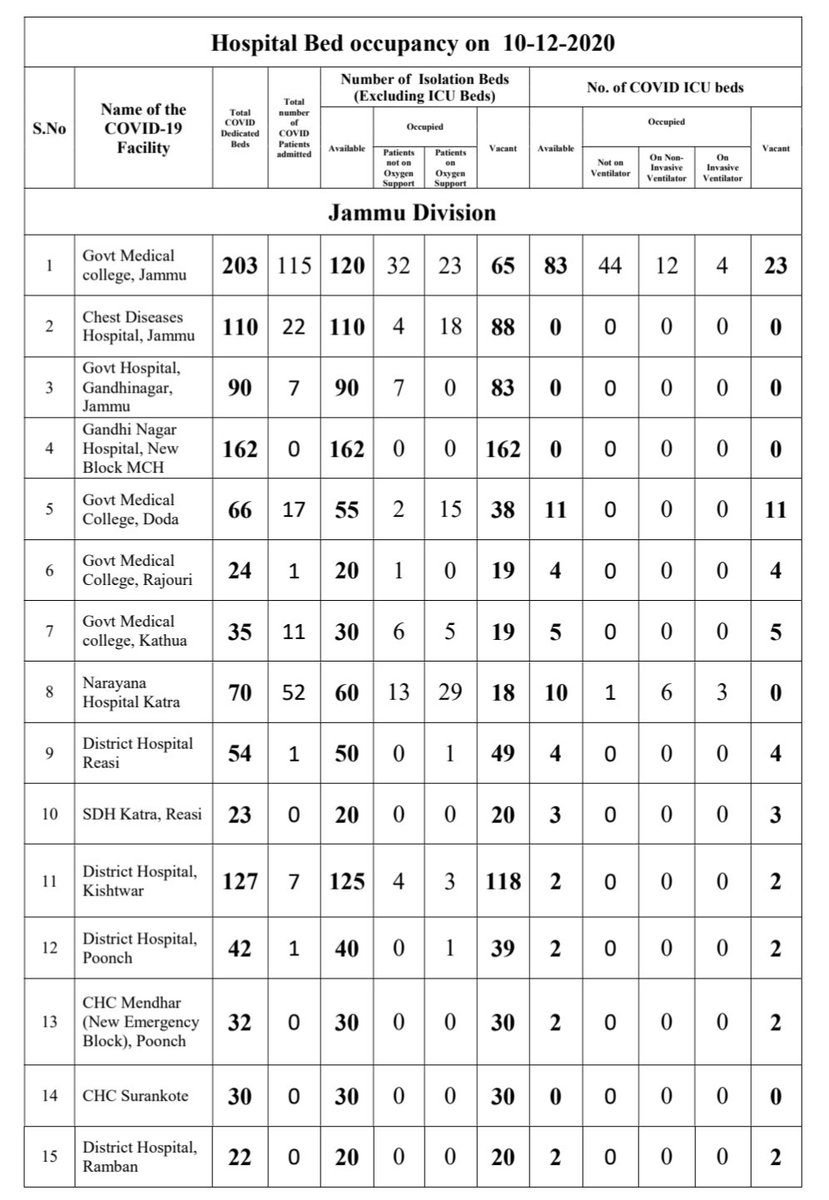 Hospital Bed occupancy on 10-12-2020
S.No
Name of the
COVID-19
Facility
Total
COVID
Dedicated
Beds
Total
number
of
COVID
Patients
admitted
Number of Isolation Beds
(Excluding ICU Beds)
Available
Occupied
Patients
not on
Oxygen
Support
Patients
on
Oxygen
Support
Vacant
No. of COVID ICU beds
Available
Occupied
Not on
Ventilator
On Non-
Invasive
Ventilator
On
Invasive
Ventilator
Vacant
Jammu Division
1 Govt Medical
college, Jammu 203 115 120 32 23 65 83 44 12 4 23
2 Chest Diseases
Hospital, Jammu 110 22 110 4 18 88 0 0 0 0 0
3 Govt Hospital,
Gandhinagar,
Jammu 90 7 90 7 0 83 0 0 0 0 0
4 Gandhi Nagar
Hospital, New
Block MCH 162 0 162 0 0 162 0 0 0 0 0
5 Govt Medical
College, Doda 66 17 55 2 15 38 11 0 0 0 11
6 Govt Medical
College, Rajouri 24 1 20 1 0 19 4 0 0 0 4
7 Govt Medical
college, Kathua 35 11 30 6 5 19 5 0 0 0 5
8 Narayana
Hospital Katra 70 52 60 13 29 18 10 1 6 3 0
9 District Hospital
Reasi 54 1 50 0 1 49 4 0 0 0 4
10 SDH Katra, Reasi 23 0 20 0 0 20 3 0 0 0 3
11 District Hospital,
Kishtwar 127 7 125 4 3 118 2 0 0 0 2
12 District Hospital,
Poonch 42 1 40 0 1 39 2 0 0 0 2
13 CHC Mendhar
(New Emergency
Block), Poonch 32 0 30 0 0 30 2 0 0 0 2
14 CHC Surankote 30 0 30 0 0 30 0 0 0 0 0
15 District Hospital,
Ramban 22 0 20 0 0 20 2 0 0 0 2